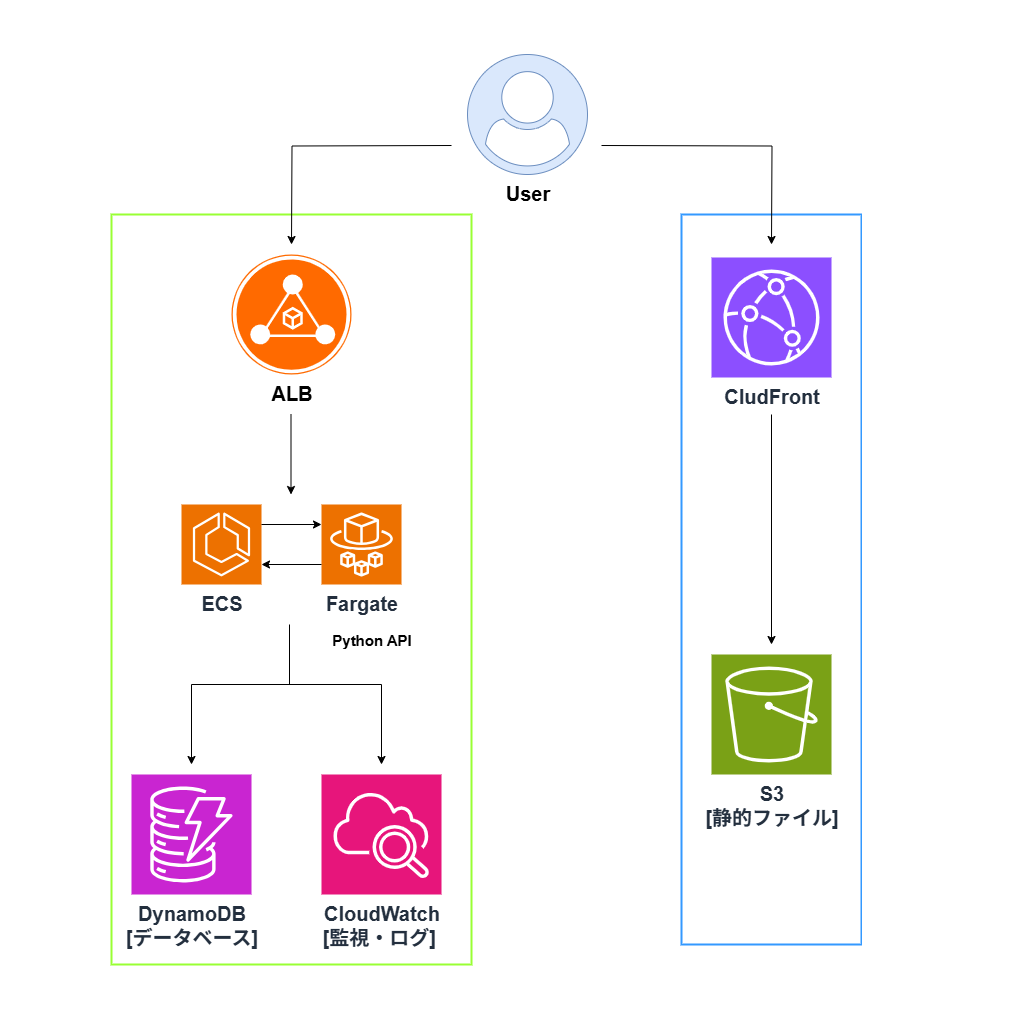 User
ALB
CludFront
ECS
Fargate
Python API
S3
[静的ファイル]
DynamoDB
[データベース]
CloudWatch
[監視・ログ]